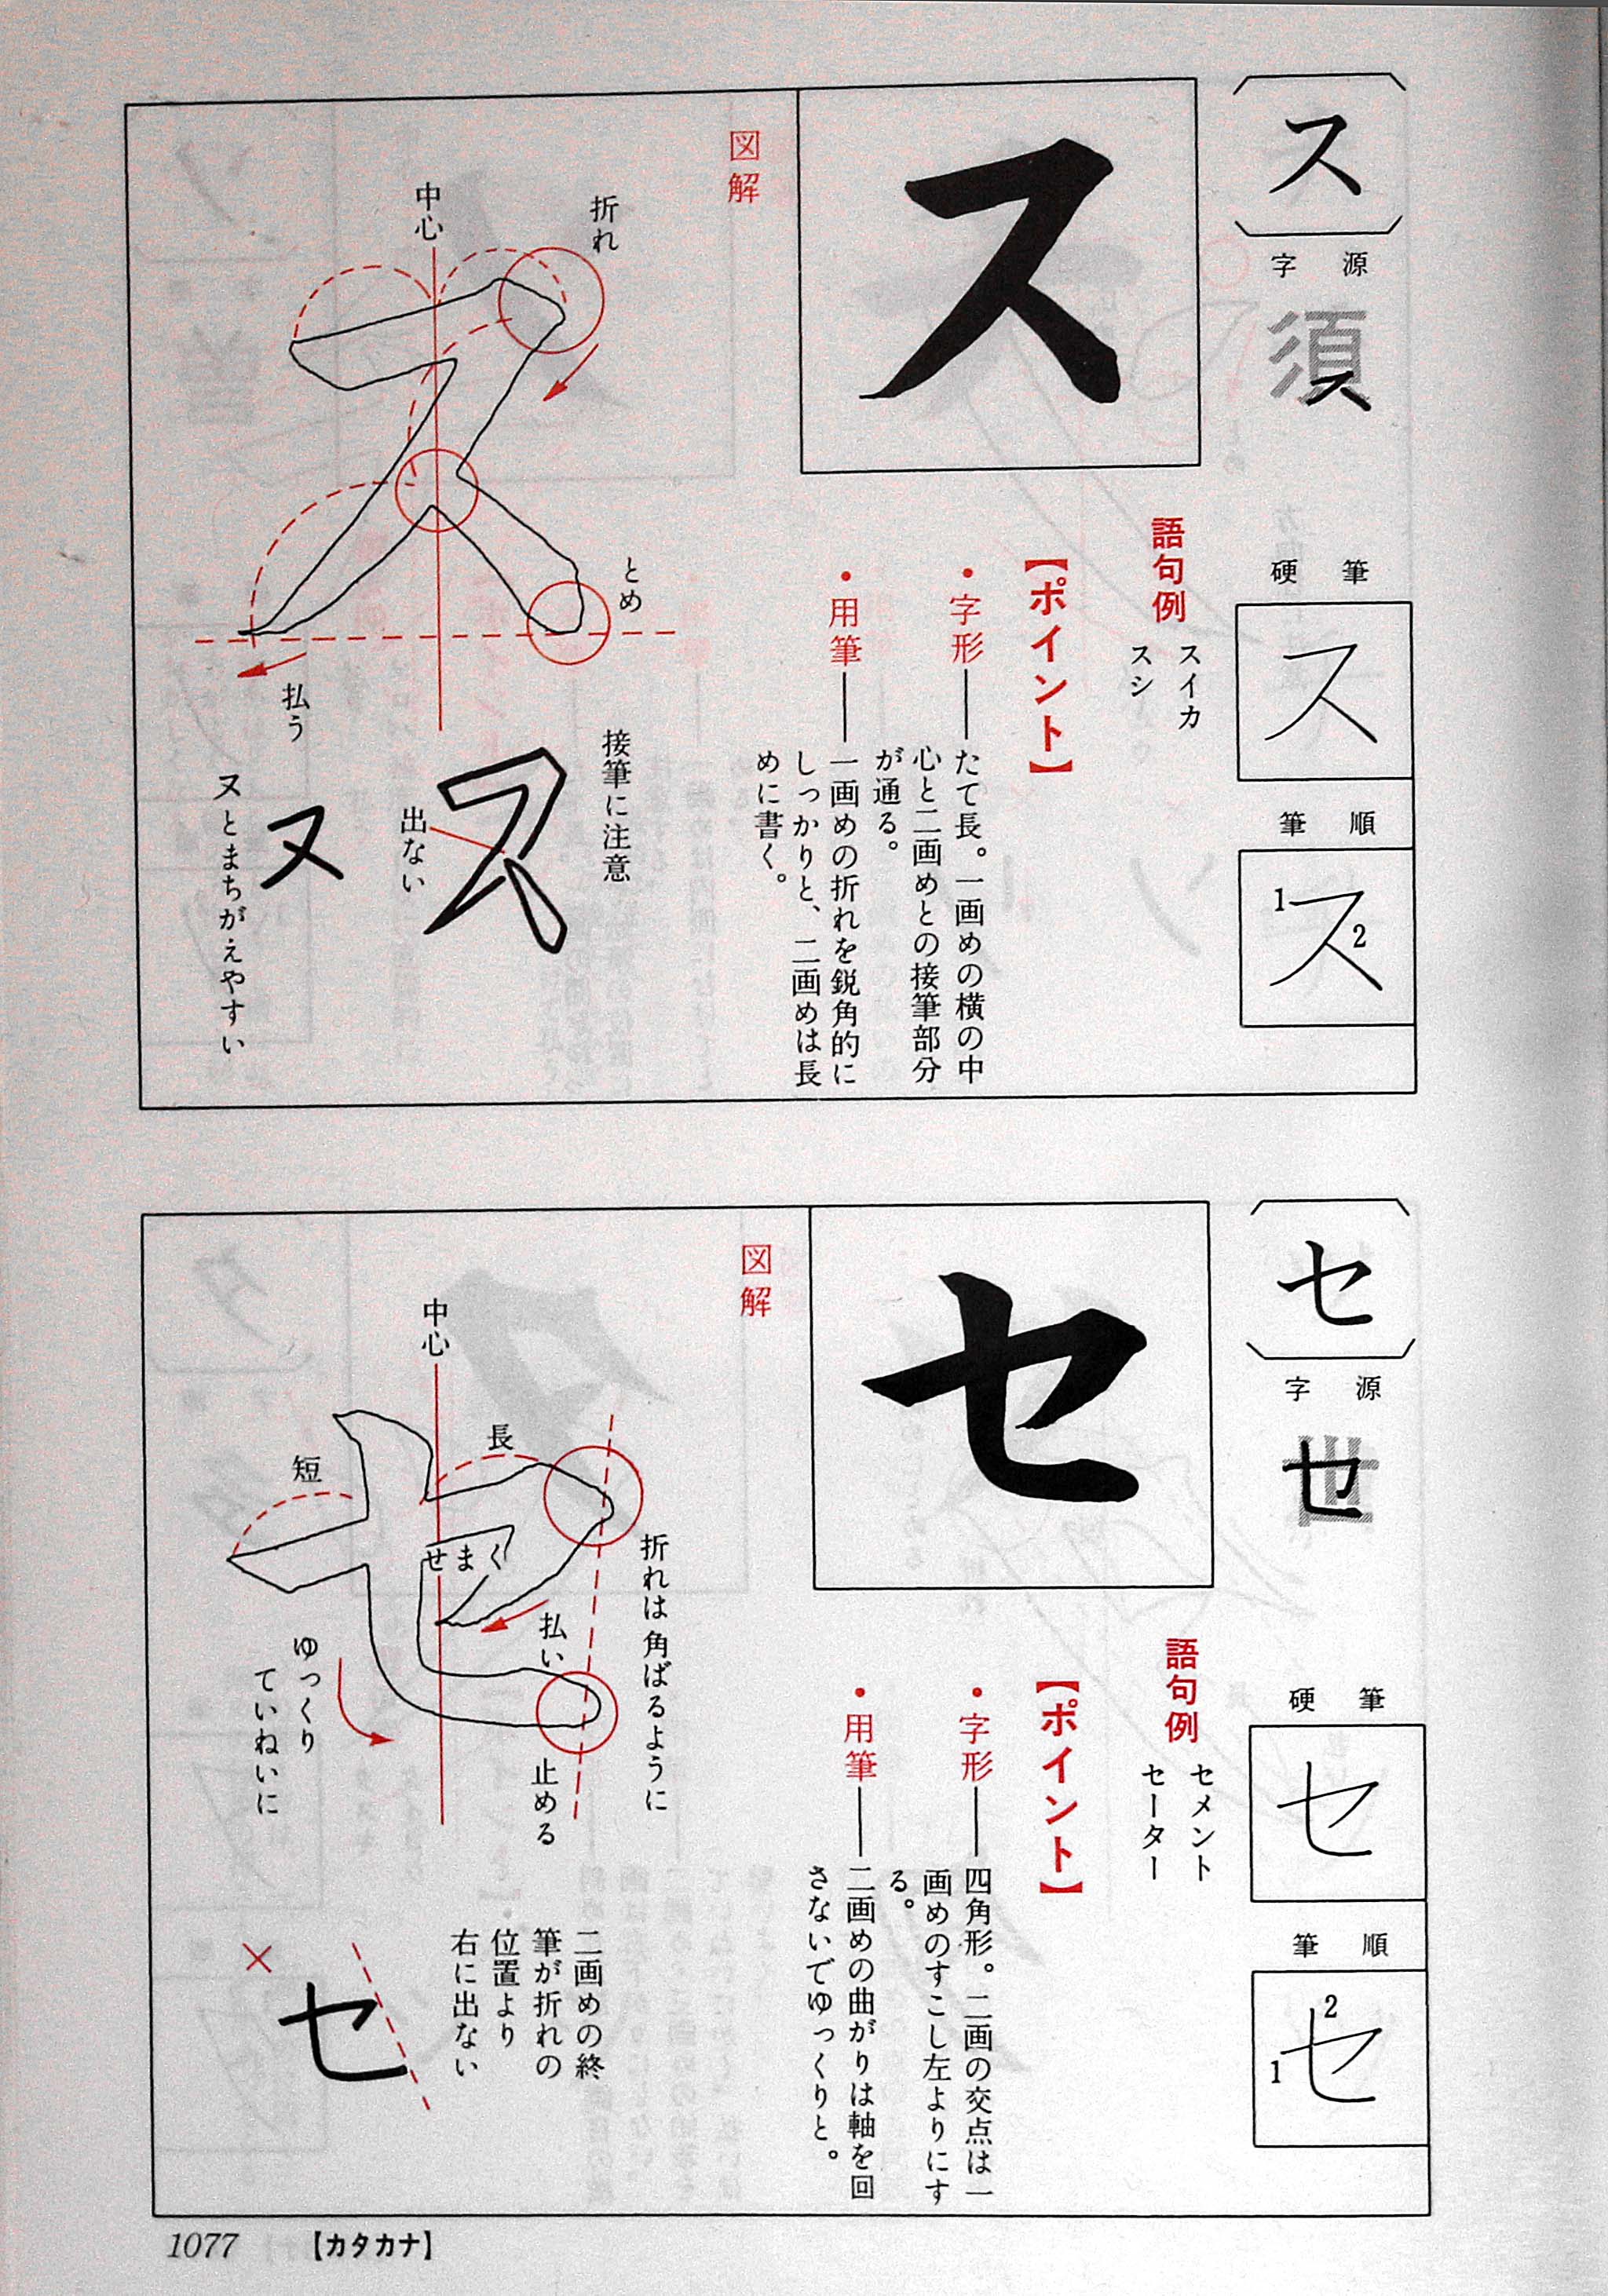 ス
字源
須
ス
硬筆
ス
筆順
ス
1
2
語句例
スイカ
スシ
【ポイント】
・字形――たて長。一画めの横の中
心と二画めとの接筆部分
が通る。
・用筆――一画めの折れを鋭角的に
しっかりと、二画めは長
めに書く。
ス
図解
折れ
中心
とめ
払う
接筆に注意
ス
出ない
ヌ
ヌとまちがえやすい
セ
字源
世
セ
硬筆
セ
筆順
セ
1
2
語句例
セメント
セーター
【ポイント】
・字形――四角形。二画の交点は一
画めのすこし左よりにす
る。
・用筆――二画めの曲がりは軸を回
さないでゆっくりと。
セ
図解
中心
長
短
せまく
折れは角ばるように
払い
止める
ゆっくり
ていねいに
二画めの終
筆が折れの
位置より
右に出ない
×
セ
1077 【カタカナ】